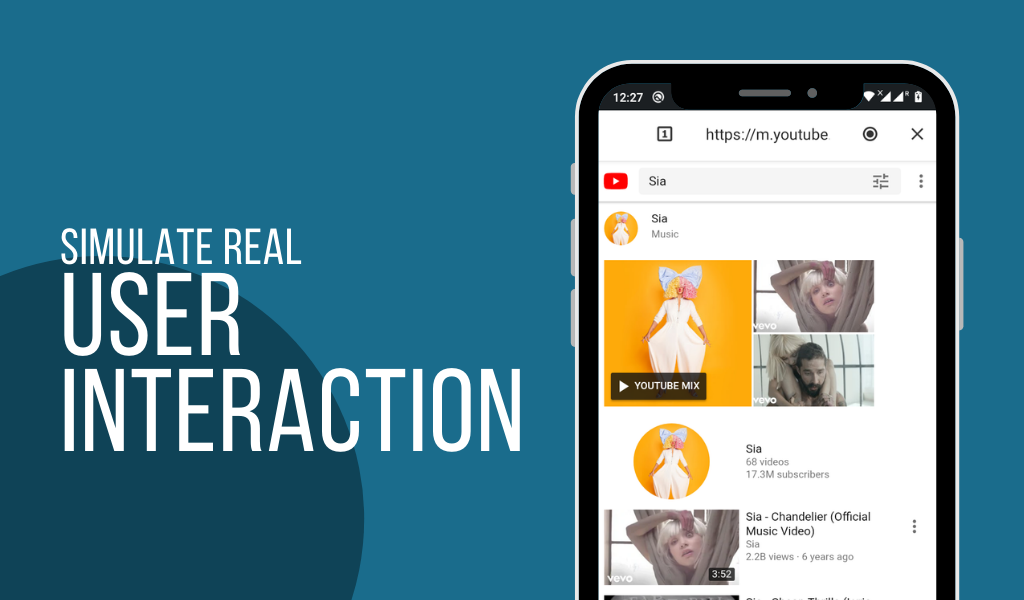 SIMULATE REAL
USER
INTERACTION
12:27
R
1
https://m.youtube
Sia
Sia
Music
vevo
vevo
YOUTUBE MIX
Sia
68 videos
17.3M subscribers
Sia - Chandelier (Official
Music Video)
Sia
2.2B views · 6 years ago
vevo
3:52